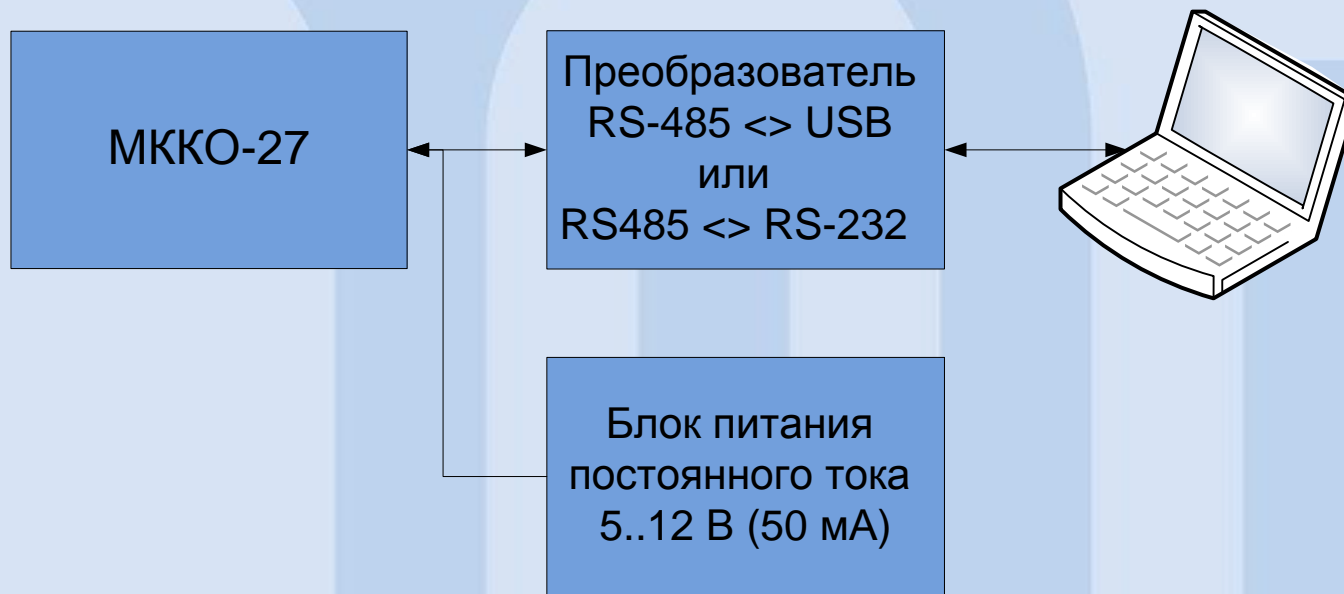 МККО-27
Преобразователь
RS-485 <> USB
или
RS485 <> RS-232
Блок питания
постоянного тока
5..12 В (50 мА)